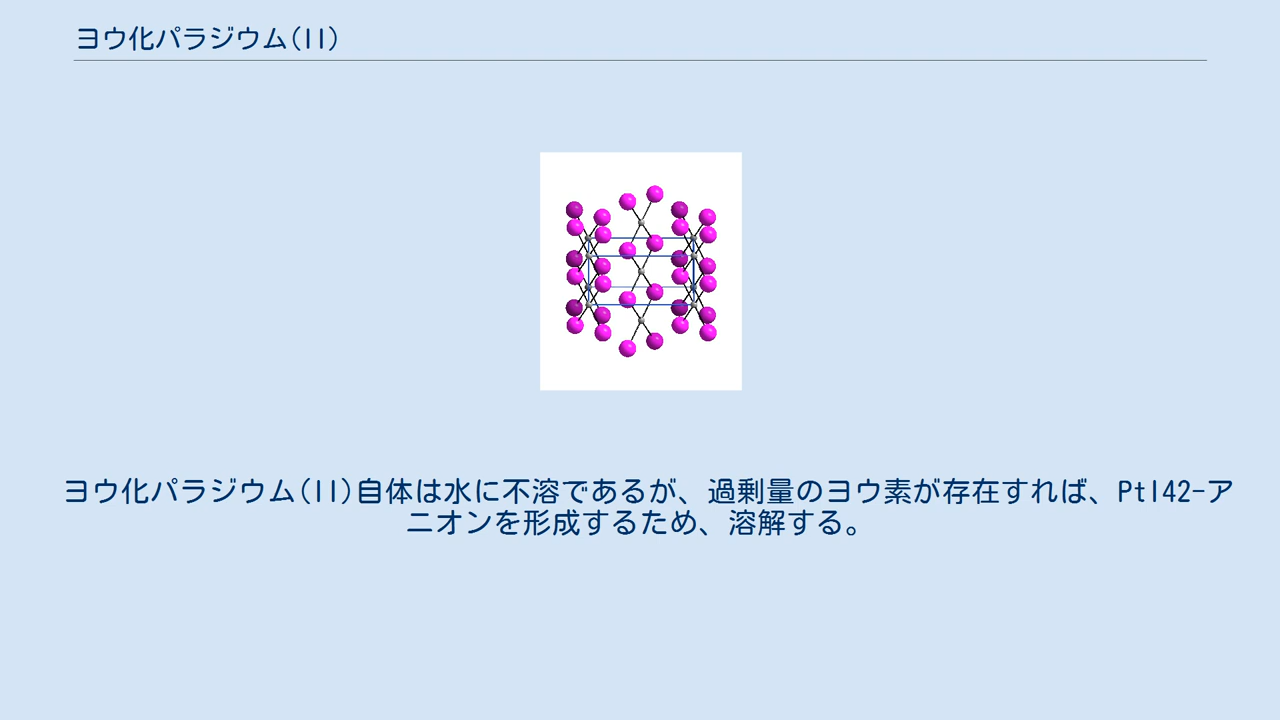 ヨウ化パラジウム(II)
ヨウ化パラジウム(II)自体は水に不溶であるが、過剰量のヨウ素が存在すれば、PtI42-ア
ニオンを形成するため、溶解する。